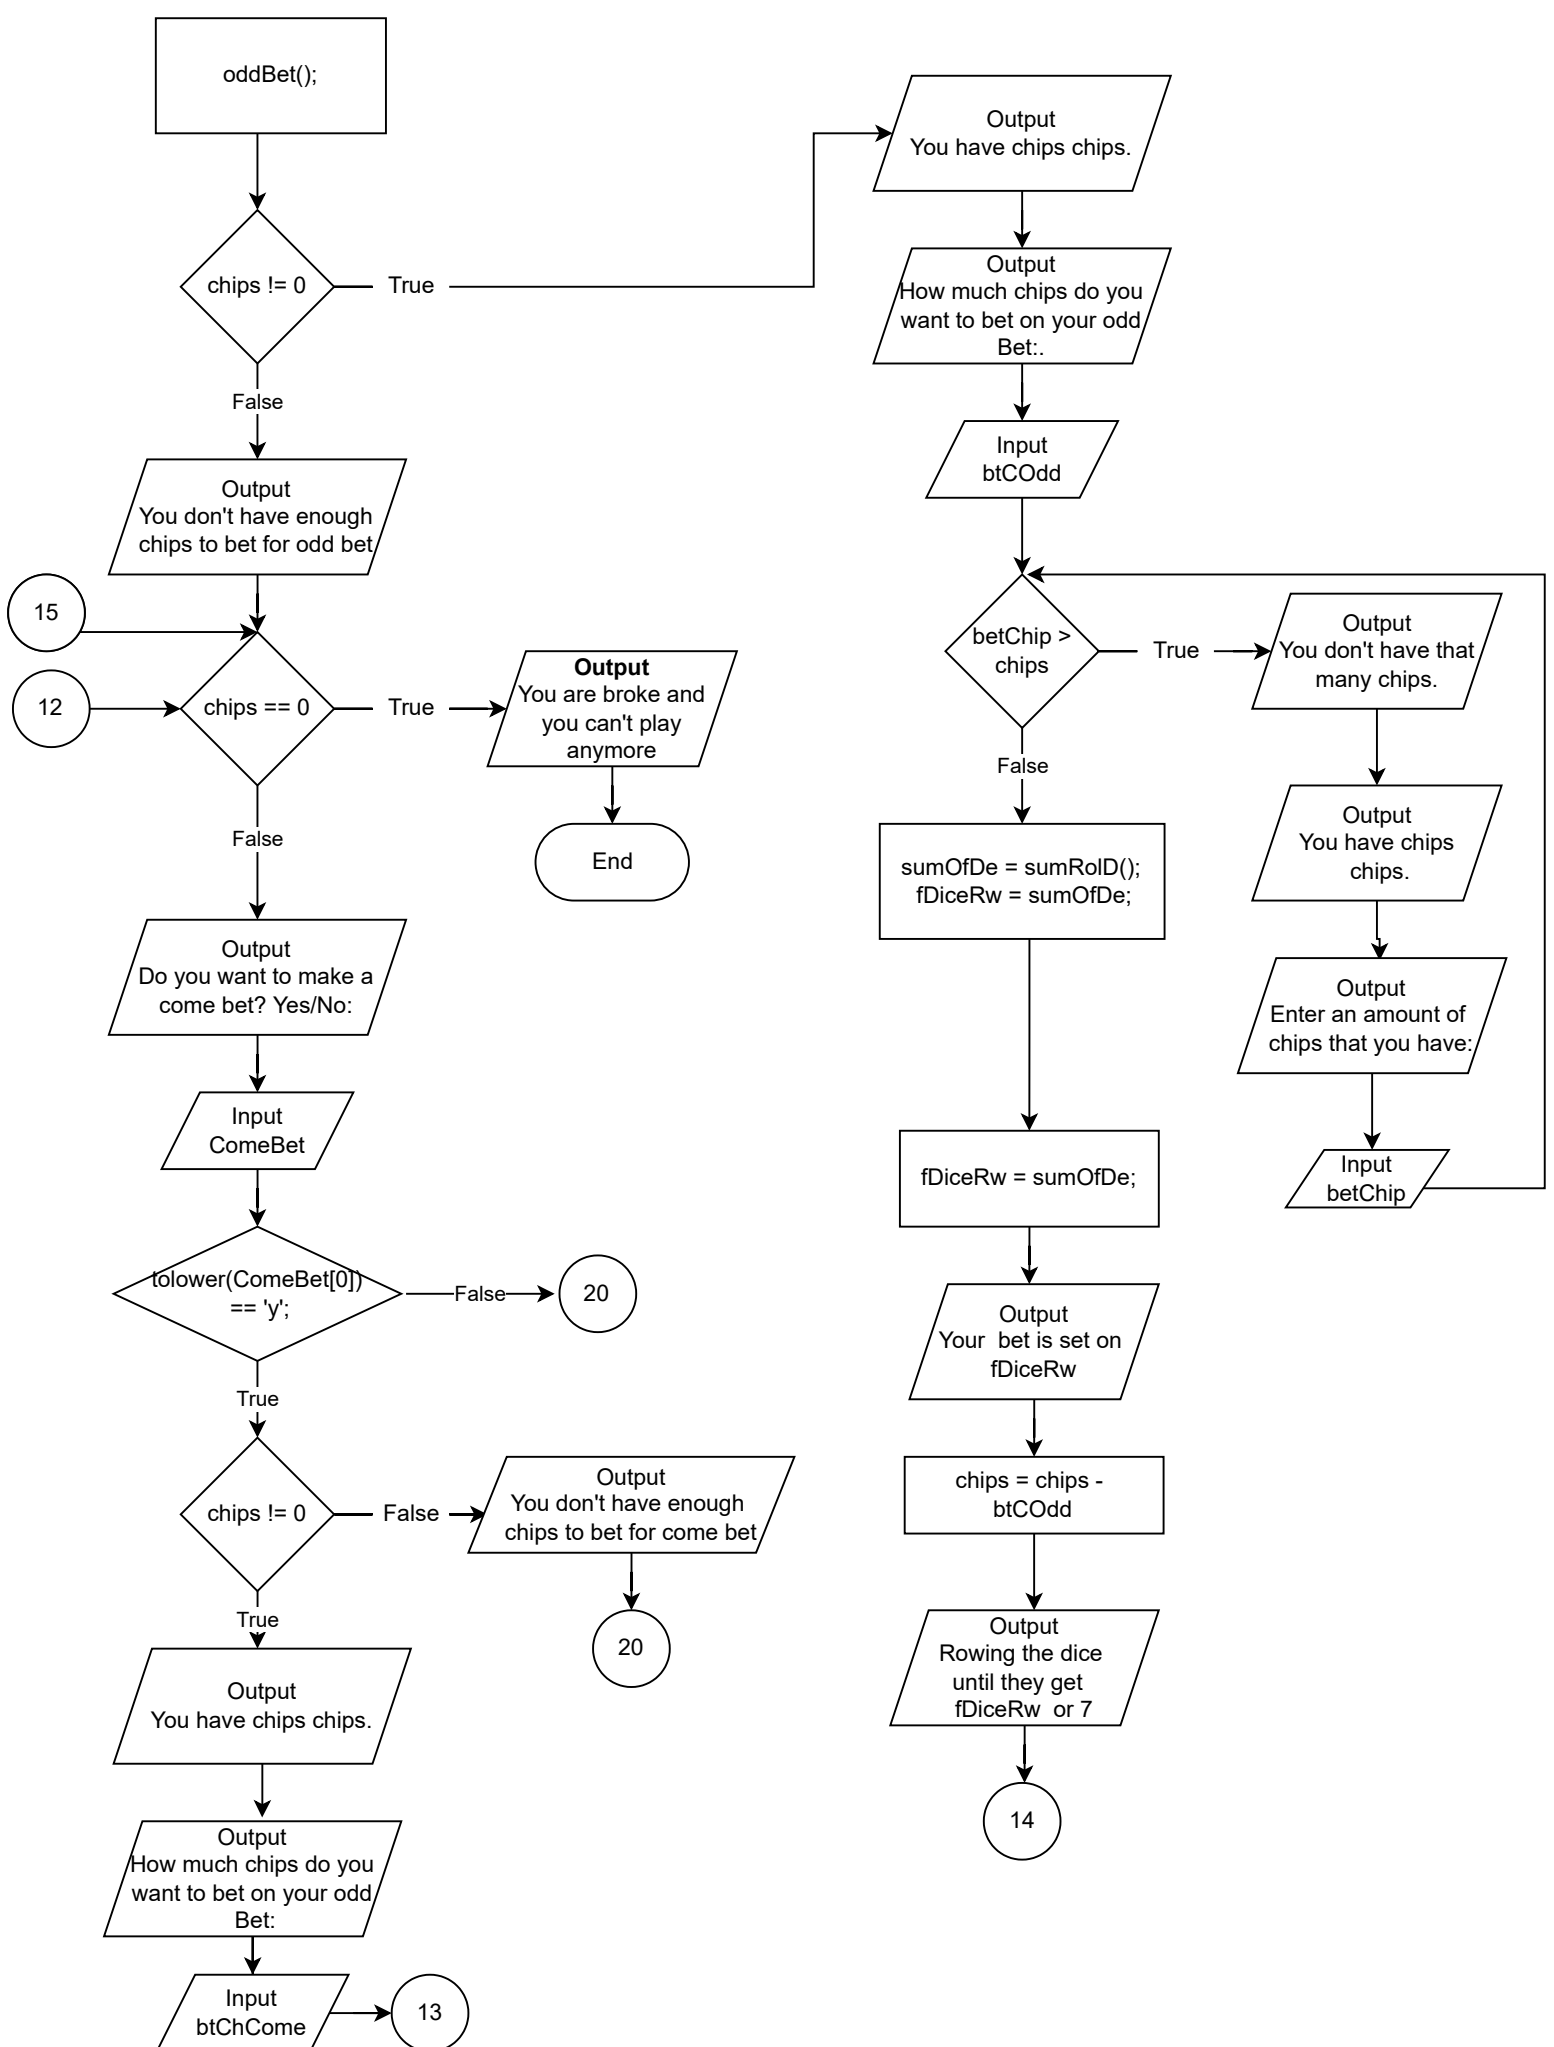 oddBet();
chips != 0
True
False
Output
You don't have enough
chips to bet for odd bet
15
12
chips == 0
True
Output
You are broke and
you can't play
anymore
End
False
Output
Do you want to make a
come bet? Yes/No:
Input
ComeBet
tolower(ComeBet[0])
== 'y';
False
20
True
chips != 0
False
Output
You don't have enough
chips to bet for come bet
20
True
Output
You have chips chips.
Output
How much chips do you
want to bet on your odd
Bet:
Input
btChCome
13
Output
You have chips chips.
Output
How much chips do you
want to bet on your odd
Bet:.
Input
btCOdd
betChip >
chips
True
Output
You don't have that
many chips.
Output
You have chips
chips.
Output
Enter an amount of
chips that you have:
Input
betChip
False
sumOfDe = sumRolD();
fDiceRw = sumOfDe;
fDiceRw = sumOfDe;
Output
Your  bet is set on
fDiceRw
chips = chips -
btCOdd
Output
Rowing the dice
until they get
fDiceRw  or 7
14